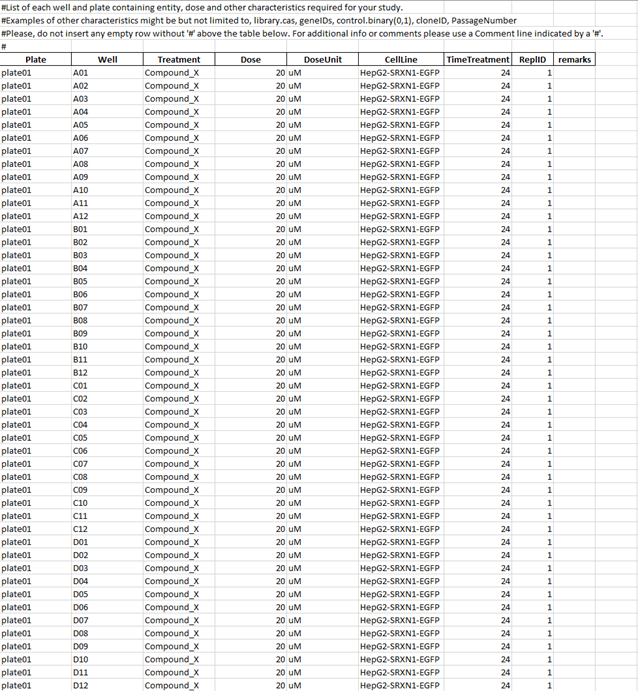 #List of each well and plate containing entity, dose and other characteristics required for your study.
#Examples of other characteristics might be but not limited to, library.cas, geneIDs, control.binary(0,1), cloneID, PassageNumber
#Please, do not insert any empty row without '#' above the table below. For additional info or comments please use a Comment line indicated by a '#'.
#
Plate Well Treatment Dose DoseUnit CellLine TimeTreatment ReplID remarks
plate01 A01 Compound_X 20 uM HepG2-SRXN1-EGFP 24 1
plate01 A02 Compound_X 20 uM HepG2-SRXN1-EGFP 24 1
plate01 A03 Compound_X 20 uM HepG2-SRXN1-EGFP 24 1
plate01 A04 Compound_X 20 uM HepG2-SRXN1-EGFP 24 1
plate01 A05 Compound_X 20 uM HepG2-SRXN1-EGFP 24 1
plate01 A06 Compound_X 20 uM HepG2-SRXN1-EGFP 24 1
plate01 A07 Compound_X 20 uM HepG2-SRXN1-EGFP 24 1
plate01 A08 Compound_X 20 uM HepG2-SRXN1-EGFP 24 1
plate01 A09 Compound_X 20 uM HepG2-SRXN1-EGFP 24 1
plate01 A10 Compound_X 20 uM HepG2-SRXN1-EGFP 24 1
plate01 A11 Compound_X 20 uM HepG2-SRXN1-EGFP 24 1
plate01 A12 Compound_X 20 uM HepG2-SRXN1-EGFP 24 1
plate01 B01 Compound_X 20 uM HepG2-SRXN1-EGFP 24 1
plate01 B02 Compound_X 20 uM HepG2-SRXN1-EGFP 24 1
plate01 B03 Compound_X 20 uM HepG2-SRXN1-EGFP 24 1
plate01 B04 Compound_X 20 uM HepG2-SRXN1-EGFP 24 1
plate01 B05 Compound_X 20 uM HepG2-SRXN1-EGFP 24 1
plate01 B06 Compound_X 20 uM HepG2-SRXN1-EGFP 24 1
plate01 B07 Compound_X 20 uM HepG2-SRXN1-EGFP 24 1
plate01 B08 Compound_X 20 uM HepG2-SRXN1-EGFP 24 1
plate01 B09 Compound_X 20 uM HepG2-SRXN1-EGFP 24 1
plate01 B10 Compound_X 20 uM HepG2-SRXN1-EGFP 24 1
plate01 B11 Compound_X 20 uM HepG2-SRXN1-EGFP 24 1
plate01 B12 Compound_X 20 uM HepG2-SRXN1-EGFP 24 1
plate01 C01 Compound_X 20 uM HepG2-SRXN1-EGFP 24 1
plate01 C02 Compound_X 20 uM HepG2-SRXN1-EGFP 24 1
plate01 C03 Compound_X 20 uM HepG2-SRXN1-EGFP 24 1
plate01 C04 Compound_X 20 uM HepG2-SRXN1-EGFP 24 1
plate01 C05 Compound_X 20 uM HepG2-SRXN1-EGFP 24 1
plate01 C06 Compound_X 20 uM HepG2-SRXN1-EGFP 24 1
plate01 C07 Compound_X 20 uM HepG2-SRXN1-EGFP 24 1
plate01 C08 Compound_X 20 uM HepG2-SRXN1-EGFP 24 1
plate01 C09 Compound_X 20 uM HepG2-SRXN1-EGFP 24 1
plate01 C10 Compound_X 20 uM HepG2-SRXN1-EGFP 24 1
plate01 C11 Compound_X 20 uM HepG2-SRXN1-EGFP 24 1
plate01 C12 Compound_X 20 uM HepG2-SRXN1-EGFP 24 1
plate01 D01 Compound_X 20 uM HepG2-SRXN1-EGFP 24 1
plate01 D02 Compound_X 20 uM HepG2-SRXN1-EGFP 24 1
plate01 D03 Compound_X 20 uM HepG2-SRXN1-EGFP 24 1
plate01 D04 Compound_X 20 uM HepG2-SRXN1-EGFP 24 1
plate01 D05 Compound_X 20 uM HepG2-SRXN1-EGFP 24 1
plate01 D06 Compound_X 20 uM HepG2-SRXN1-EGFP 24 1
plate01 D07 Compound_X 20 uM HepG2-SRXN1-EGFP 24 1
plate01 D08 Compound_X 20 uM HepG2-SRXN1-EGFP 24 1
plate01 D09 Compound_X 20 uM HepG2-SRXN1-EGFP 24 1
plate01 D10 Compound_X 20 uM HepG2-SRXN1-EGFP 24 1
plate01 D11 Compound_X 20 uM HepG2-SRXN1-EGFP 24 1
plate01 D12 Compound_X 20 uM HepG2-SRXN1-EGFP 24 1